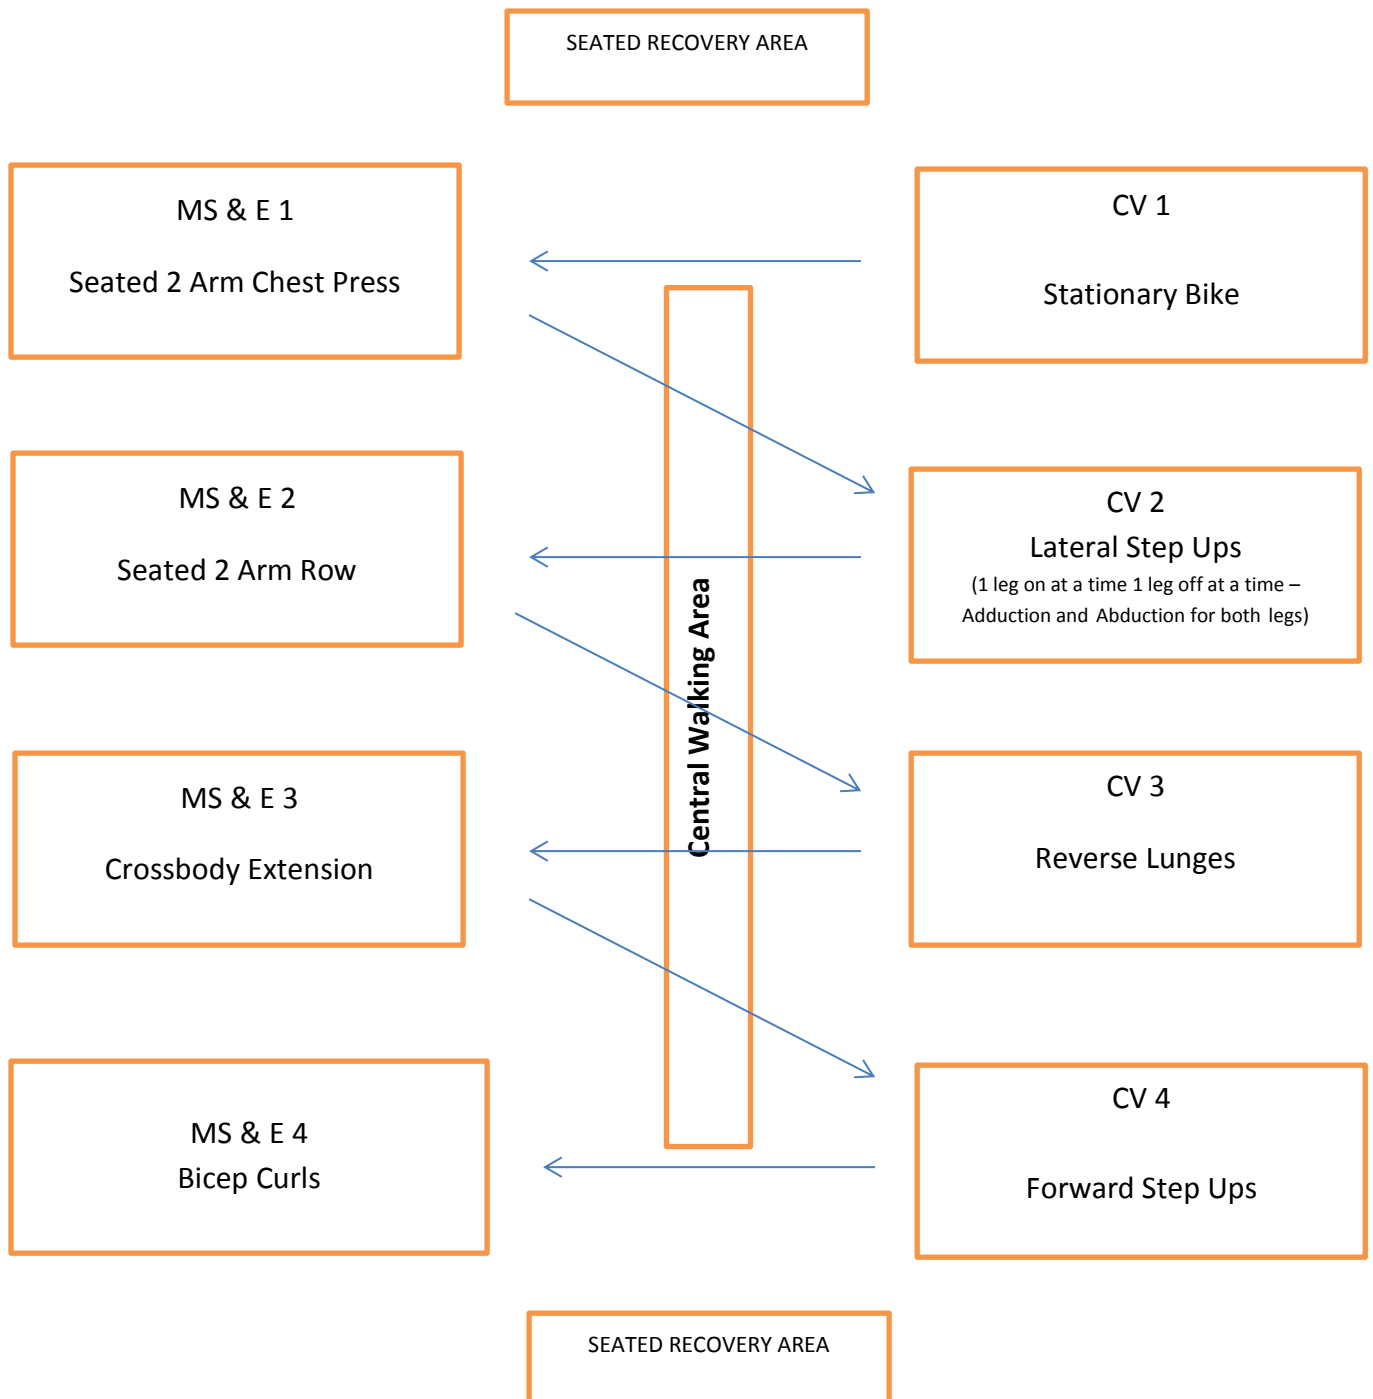 SEATED RECOVERY AREA
MS & E 1
Seated 2 Arm Chest Press
CV 1
Stationary Bike
MS & E 2
Seated 2 Arm Row
CV 2
Lateral Step Ups
(1 leg on at a time 1 leg off at a time –
Adduction and Abduction for both legs)
Central Walking Area
MS & E 3
Crossbody Extension
CV 3
Reverse Lunges
MS & E 4
Bicep Curls
CV 4
Forward Step Ups
SEATED RECOVERY AREA